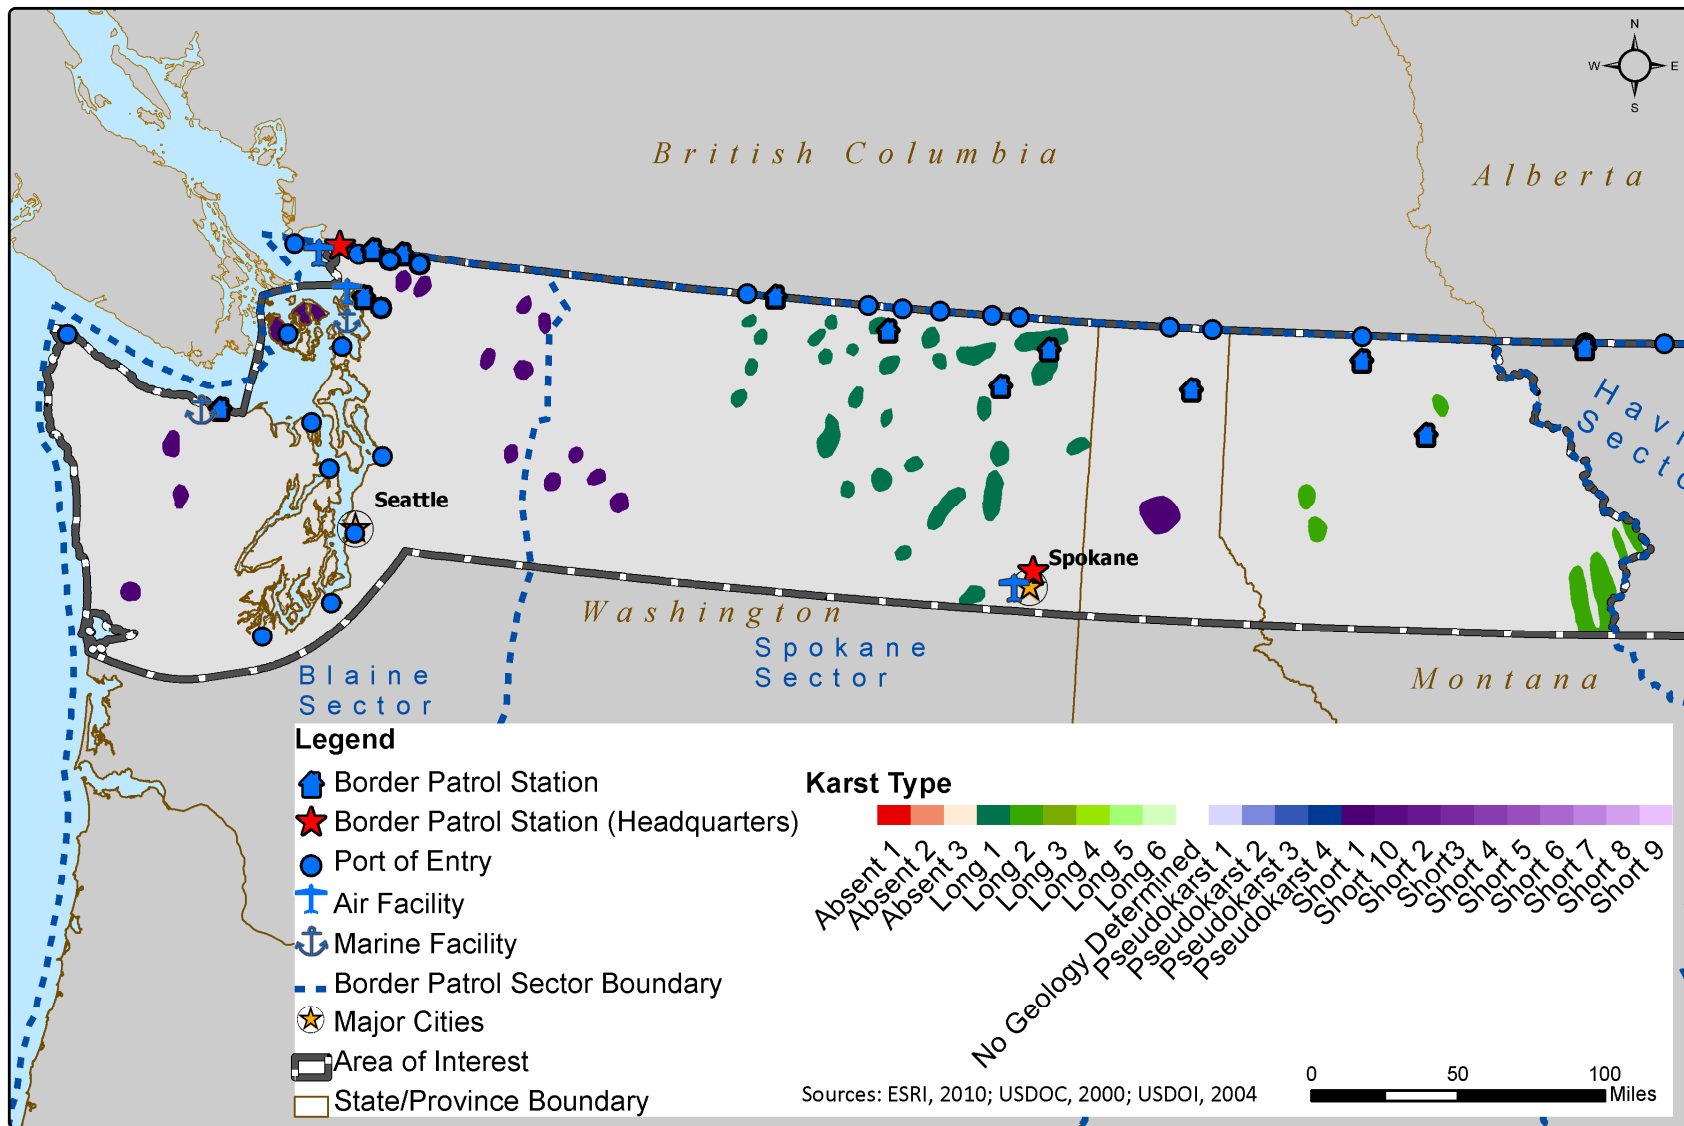 N
W
E
S
British Columbia
Alberta
Seattle
Spokane
Washington
Spokane
Sector
Blaine
Sector
Montana
Legend
Border Patrol Station
Border Patrol Station (Headquarters)
Port of Entry
Air Facility
Marine Facility
Border Patrol Sector Boundary
Major Cities
Area of Interest
State/Province Boundary
Karst Type
Absent 1
Absent 2
Absent 3
Long 1
Long 2
Long 3
Long 4
Long 5
Long 6
No Geology Determined
Pseudokarst 1
Pseudokarst 2
Pseudokarst 3
Pseudokarst 4
Short 1
Short 10
Short 2
Short3
Short 4
Short 5
Short 6
Short 7
Short 8
Short 9
Sources: ESRI, 2010; USDOC, 2000; USDOI, 2004
0 50 100
Miles